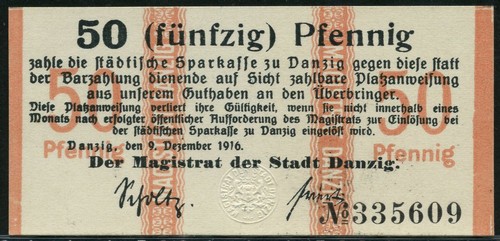 50 (fünfzig) Pfennig
zahle die städtische Sparkasse zu Danzig gegen diese statt
der Barzahlung dienende auf Sicht zahlbare Platzanweisung
aus unserem Guthaben an den Überbringer.
Diese Platzanweisung verliert ihre Gültigkeit, wenn sie nicht innerhalb eines
Monats nach erfolgter, öffentlicher Aufforderung des Magistrats zur Einlösung bei
der städtischen Sparkasse zu Danzig eingelöst wird.
Danzig, den 9. Dezember 1916.
Der Magistrat der Stadt Danzig.
50
Pfennig
50
Pfennig
Scholtz.
No 335609